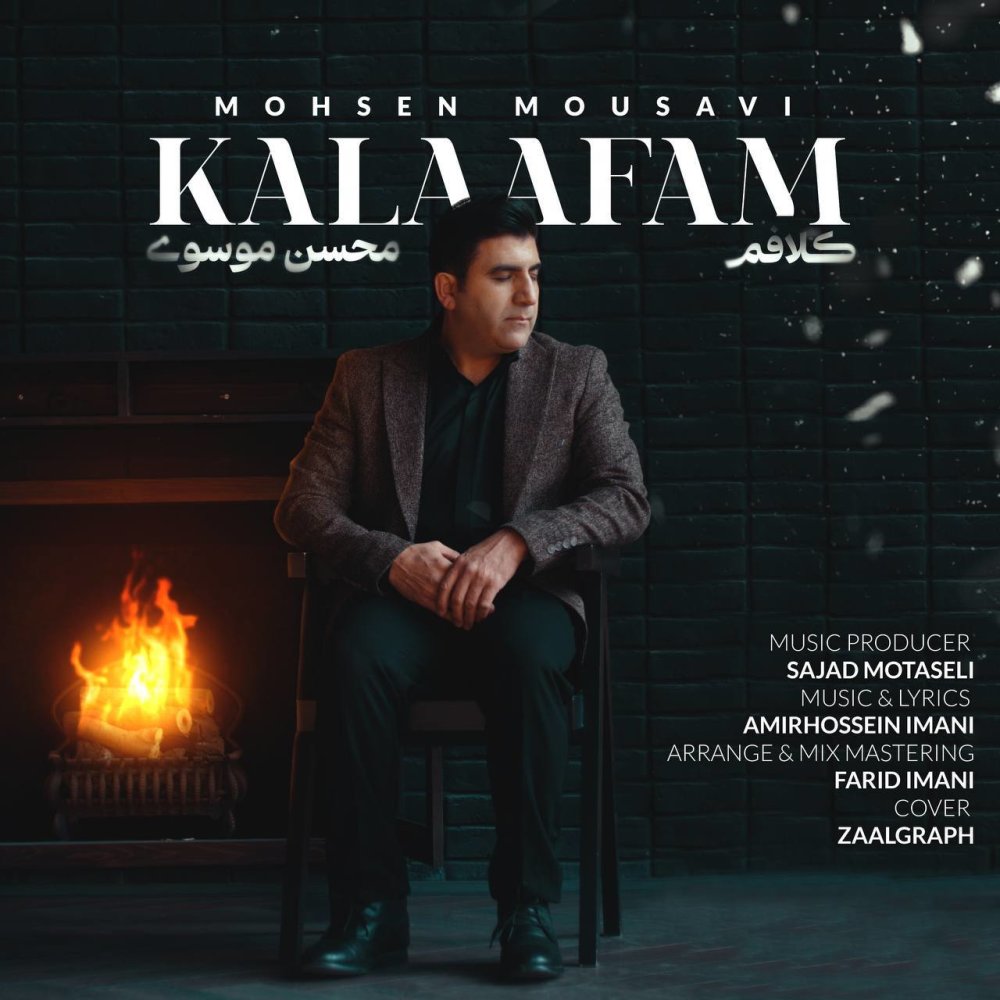 MOHSEN MOUSAVI
KALAAFAM
محسن موسوی
کلافم
MUSIC PRODUCER
SAJAD MOTASELI
MUSIC & LYRICS
AMIRHOSSEIN IMANI
ARRANGE & MIX MASTERING
FARID IMANI
COVER
ZAALGRAPH